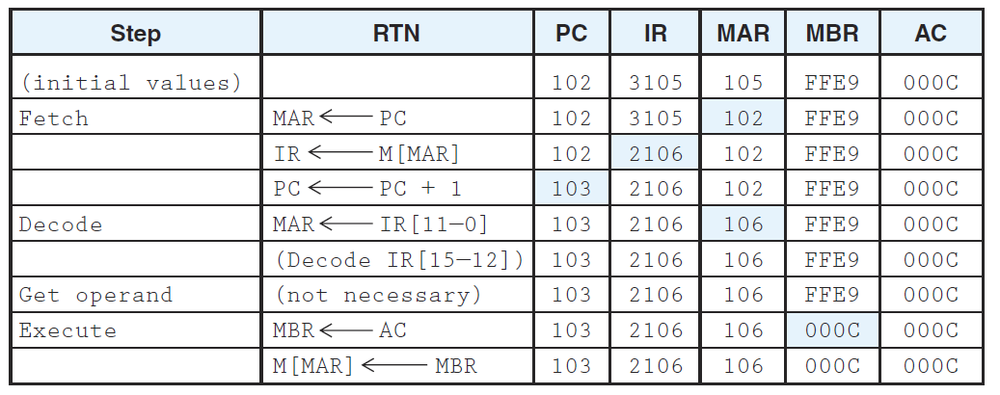 Step RTN PC IR MAR MBR AC
(initial values) 102 3105 105 FFE9 000C
Fetch MAR ← PC 102 3105 102 FFE9 000C
IR ← M[MAR] 102 2106 102 FFE9 000C
PC ← PC + 1 103 2106 102 FFE9 000C
Decode MAR ← IR[11—0] 103 2106 106 FFE9 000C
(Decode IR[15—12]) 103 2106 106 FFE9 000C
Get operand (not necessary) 103 2106 106 FFE9 000C
Execute MBR ← AC 103 2106 106 000C 000C
M[MAR] ← MBR 103 2106 106 000C 000C